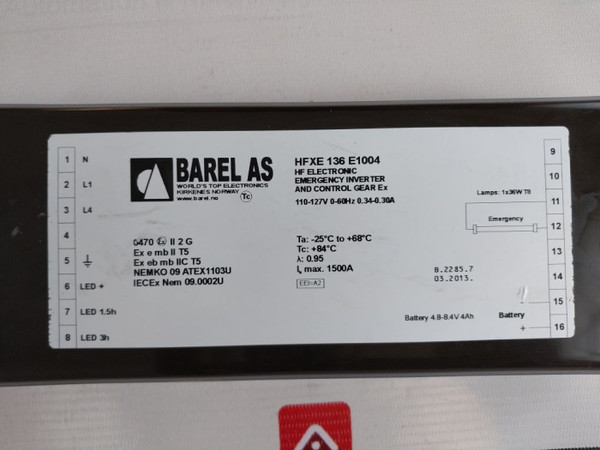 1 N
2 L1
3 L4
4
5
6 LED +
7 LED 1.5h
8 LED 3h
BAREL AS
WORLD'S TOP ELECTRONICS
KIRKENES NORWAY
www.barel.no
Tc
0470 Ex II 2 G
Ex e mb II T5
Ex eb mb IIC T5
NEMKO 09 ATEX1103U
IECEx Nem 09.0002U
HFXE 136 E1004
HF ELECTRONIC
EMERGENCY INVERTER
AND CONTROL GEAR Ex
110-127V 0-60Hz 0.34-0.30A
Ta: -25°C to +68°C
Tc: +84°C
λ: 0.95
Iₛ max. 1500A
EEI=A2
B.2285.7
03.2013.
Lamps: 1x36W T8
Emergency
Battery 4.8-8.4V 4Ah
Battery
-
+
9
10
11
12
13
14
15
16